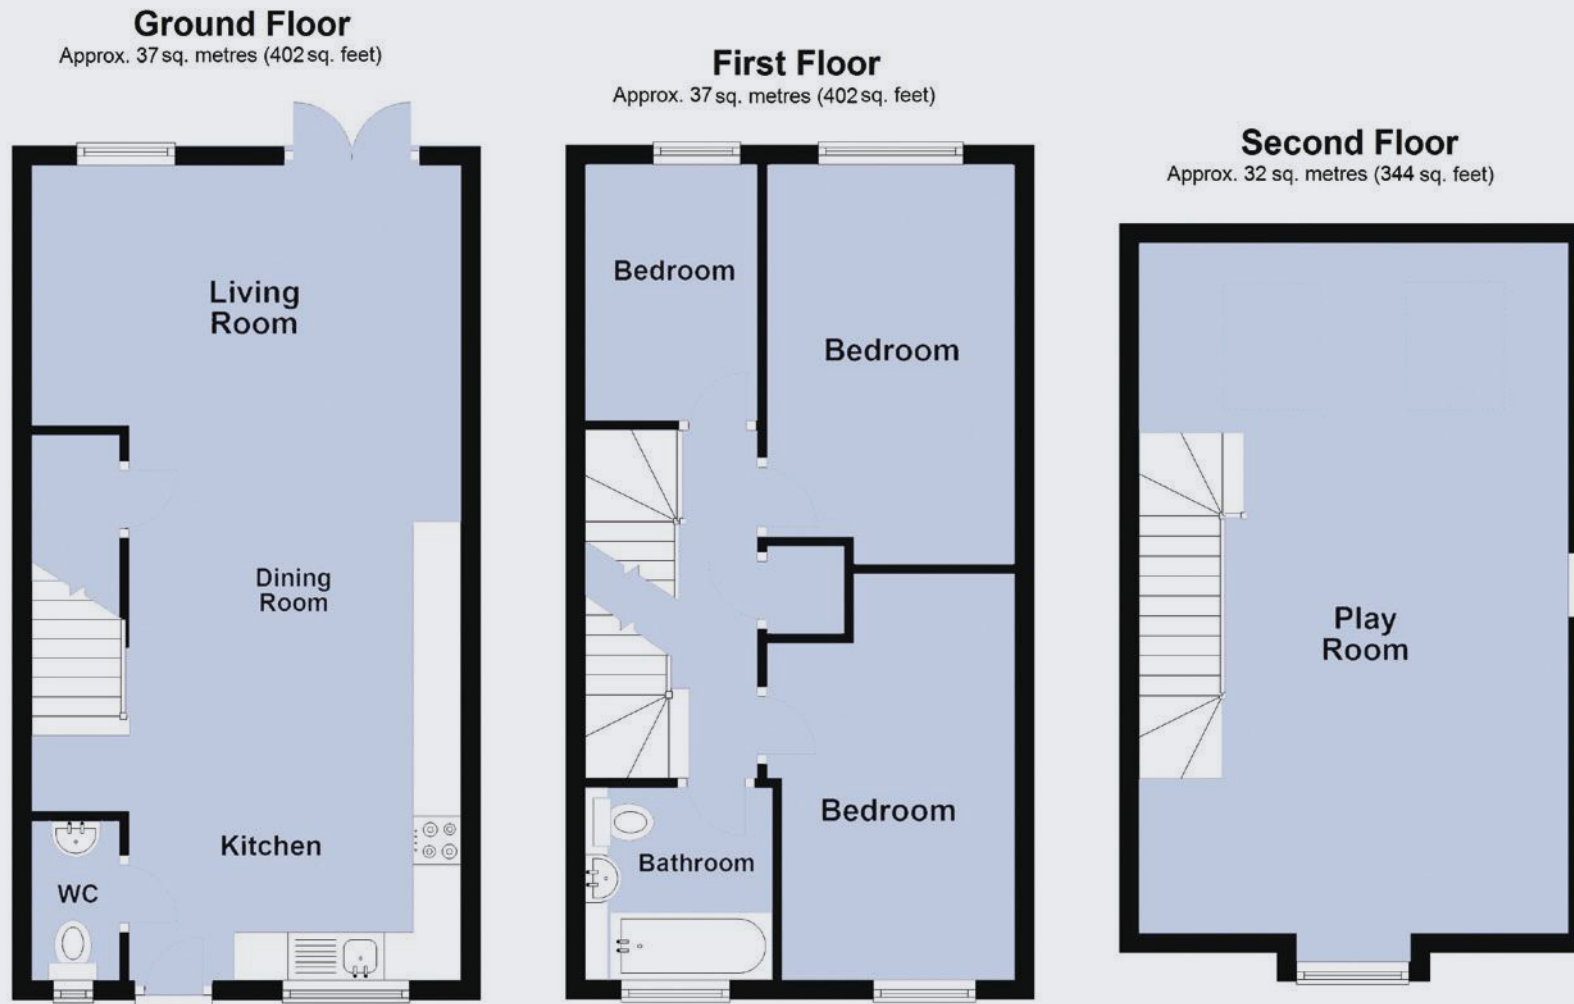 Ground Floor
Approx. 37 sq. metres (402 sq. feet)
Living
Room
Dining
Room
Kitchen
WC
First Floor
Approx. 37 sq. metres (402 sq. feet)
Bedroom
Bedroom
Bedroom
Bathroom
Second Floor
Approx. 32 sq. metres (344 sq. feet)
Play
Room